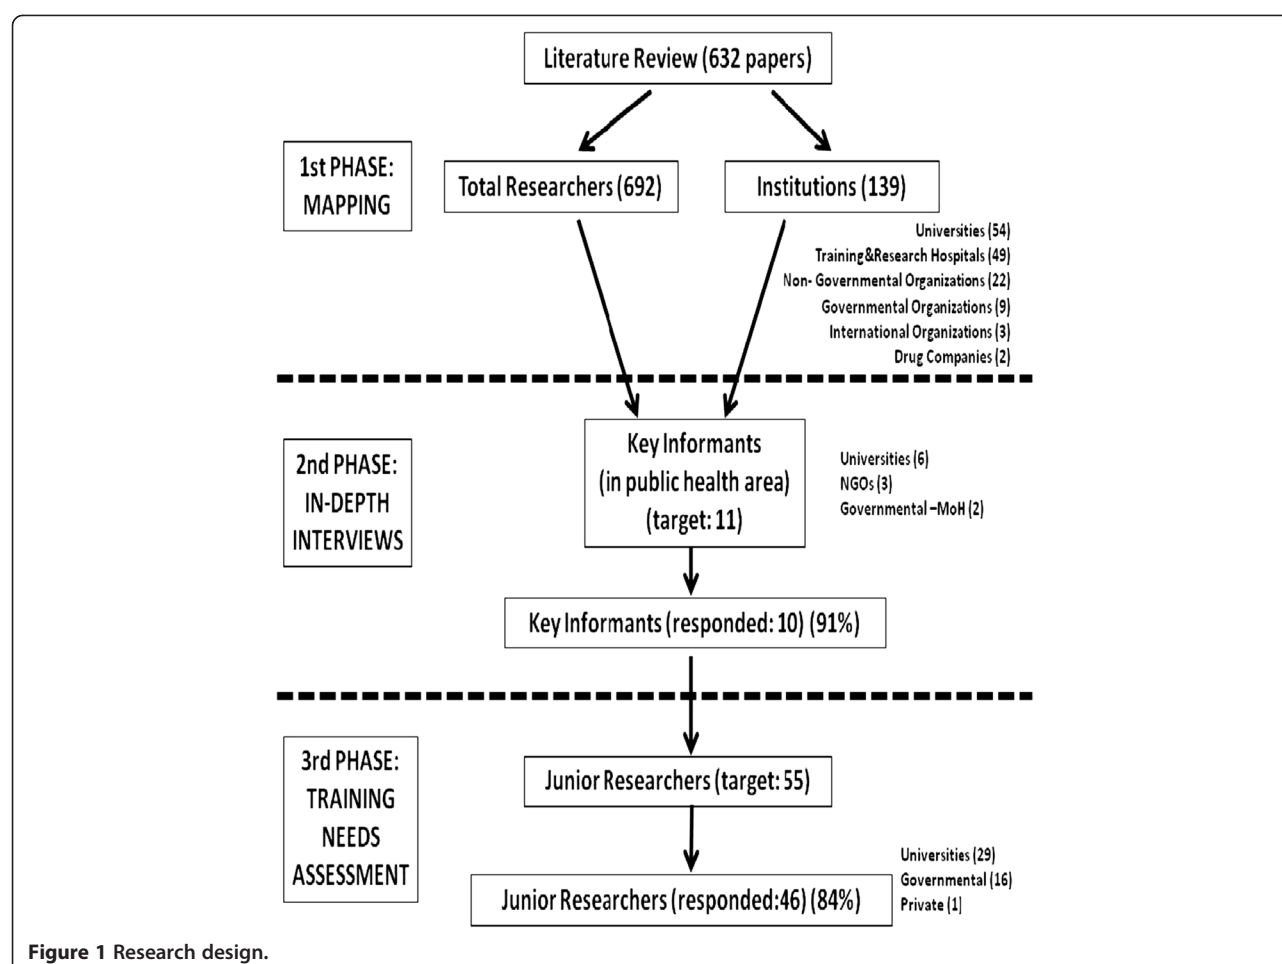 Literature Review (632 papers)
1st PHASE:
MAPPING
Total Researchers (692)
Institutions (139)
Universities (54)
Training&Research Hospitals (49)
Non- Governmental Organizations (22)
Governmental Organizations (9)
International Organizations (3)
Drug Companies (2)
2nd PHASE:
IN-DEPTH
INTERVIEWS
Key Informants
(in public health area)
(target: 11)
Universities (6)
NGOs (3)
Governmental –MoH (2)
Key Informants (responded: 10) (91%)
3rd PHASE:
TRAINING
NEEDS
ASSESSMENT
Junior Researchers (target: 55)
Junior Researchers (responded:46) (84%)
Universities (29)
Governmental (16)
Private (1)
Figure 1 Research design.